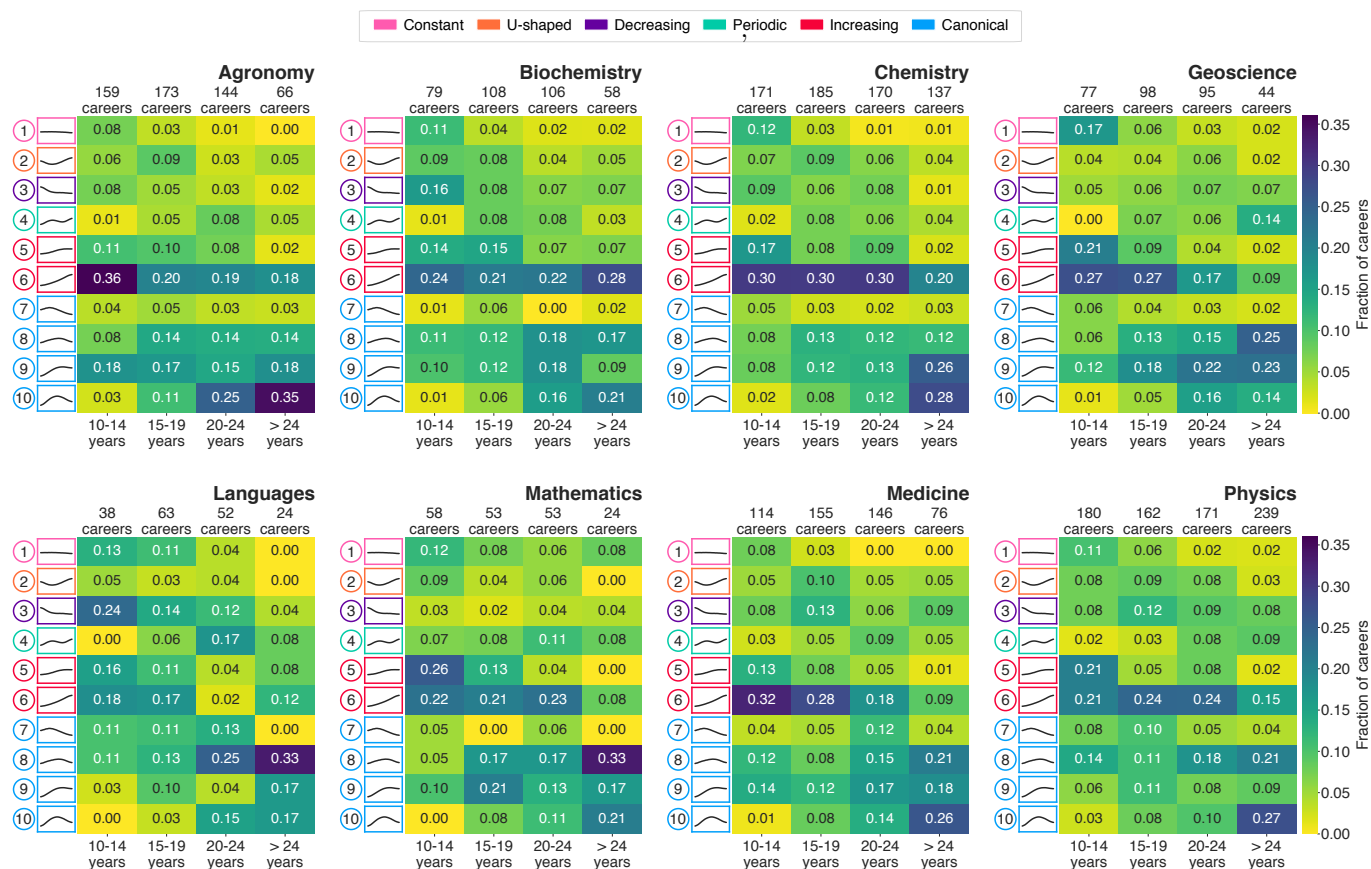 Constant U-shaped Decreasing Periodic Increasing Canonical
,
Agronomy
159 173 144 66
careers careers careers careers
1 0.08 0.03 0.01 0.00
2 0.06 0.09 0.03 0.05
3 0.08 0.05 0.03 0.02
4 0.01 0.05 0.08 0.05
5 0.11 0.10 0.08 0.02
6 0.36 0.20 0.19 0.18
7 0.04 0.05 0.03 0.03
8 0.08 0.14 0.14 0.14
9 0.18 0.17 0.15 0.18
10 0.03 0.11 0.25 0.35
10-14 15-19 20-24 > 24
years years years years
Biochemistry
79 108 106 58
careers careers careers careers
1 0.11 0.04 0.02 0.02
2 0.09 0.08 0.04 0.05
3 0.16 0.08 0.07 0.07
4 0.01 0.08 0.08 0.03
5 0.14 0.15 0.07 0.07
6 0.24 0.21 0.22 0.28
7 0.01 0.06 0.00 0.02
8 0.11 0.12 0.18 0.17
9 0.10 0.12 0.18 0.09
10 0.01 0.06 0.16 0.21
10-14 15-19 20-24 > 24
years years years years
Chemistry
171 185 170 137
careers careers careers careers
1 0.12 0.03 0.01 0.01
2 0.07 0.09 0.06 0.04
3 0.09 0.06 0.08 0.01
4 0.02 0.08 0.06 0.04
5 0.17 0.08 0.09 0.02
6 0.30 0.30 0.30 0.20
7 0.05 0.03 0.02 0.03
8 0.08 0.13 0.12 0.12
9 0.08 0.12 0.13 0.26
10 0.02 0.08 0.12 0.28
10-14 15-19 20-24 > 24
years years years years
Geoscience
77 98 95 44
careers careers careers careers
1 0.17 0.06 0.03 0.02
2 0.04 0.04 0.06 0.02
3 0.05 0.06 0.07 0.07
4 0.00 0.07 0.06 0.14
5 0.21 0.09 0.04 0.02
6 0.27 0.27 0.17 0.09
7 0.06 0.04 0.03 0.02
8 0.06 0.13 0.15 0.25
9 0.12 0.18 0.22 0.23
10 0.01 0.05 0.16 0.14
10-14 15-19 20-24 > 24
years years years years
0.35
0.30
0.25
0.20
0.15
0.10
0.05
0.00
Fraction of careers
Languages
38 63 52 24
careers careers careers careers
1 0.13 0.11 0.04 0.00
2 0.05 0.03 0.04 0.00
3 0.24 0.14 0.12 0.04
4 0.00 0.06 0.17 0.08
5 0.16 0.11 0.04 0.08
6 0.18 0.17 0.02 0.12
7 0.11 0.11 0.13 0.00
8 0.11 0.13 0.25 0.33
9 0.03 0.10 0.04 0.17
10 0.00 0.03 0.15 0.17
10-14 15-19 20-24 > 24
years years years years
Mathematics
58 53 53 24
careers careers careers careers
1 0.12 0.08 0.06 0.08
2 0.09 0.04 0.06 0.00
3 0.03 0.02 0.04 0.04
4 0.07 0.08 0.11 0.08
5 0.26 0.13 0.04 0.00
6 0.22 0.21 0.23 0.08
7 0.05 0.00 0.06 0.00
8 0.05 0.17 0.17 0.33
9 0.10 0.21 0.13 0.17
10 0.00 0.08 0.11 0.21
10-14 15-19 20-24 > 24
years years years years
Medicine
114 155 146 76
careers careers careers careers
1 0.08 0.03 0.00 0.00
2 0.05 0.10 0.05 0.05
3 0.08 0.13 0.06 0.09
4 0.03 0.05 0.09 0.05
5 0.13 0.08 0.05 0.01
6 0.32 0.28 0.18 0.09
7 0.04 0.05 0.12 0.04
8 0.12 0.08 0.15 0.21
9 0.14 0.12 0.17 0.18
10 0.01 0.08 0.14 0.26
10-14 15-19 20-24 > 24
years years years years
Physics
180 162 171 239
careers careers careers careers
1 0.11 0.06 0.02 0.02
2 0.08 0.09 0.08 0.03
3 0.08 0.12 0.09 0.08
4 0.02 0.03 0.08 0.09
5 0.21 0.05 0.08 0.02
6 0.21 0.24 0.24 0.15
7 0.08 0.10 0.05 0.04
8 0.14 0.11 0.18 0.21
9 0.06 0.11 0.08 0.09
10 0.03 0.08 0.10 0.27
10-14 15-19 20-24 > 24
years years years years
0.35
0.30
0.25
0.20
0.15
0.10
0.05
0.00
Fraction of careers